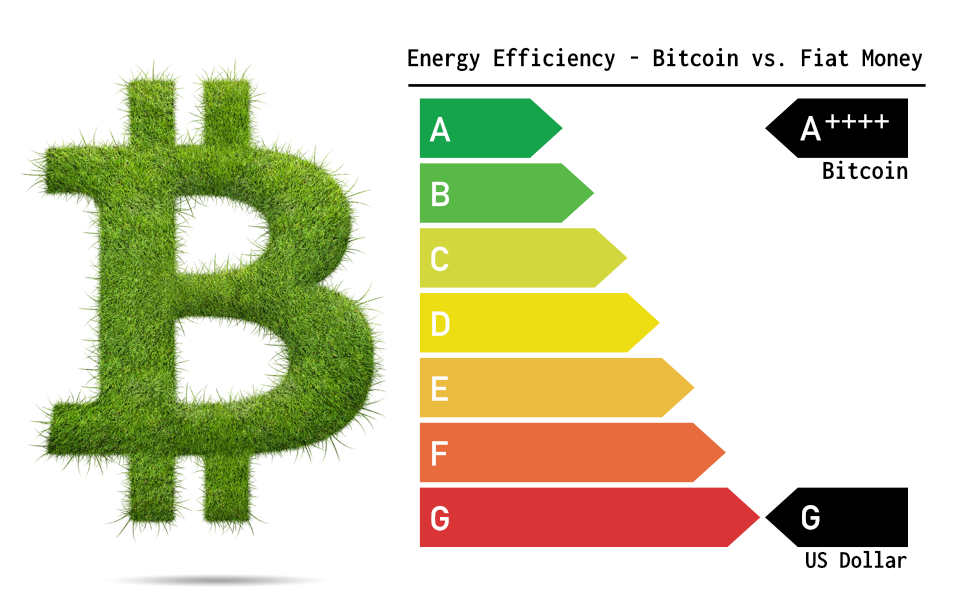 Energy Efficiency - Bitcoin vs. Fiat Money
A
A++++
Bitcoin
B
C
D
E
F
G
G
US Dollar